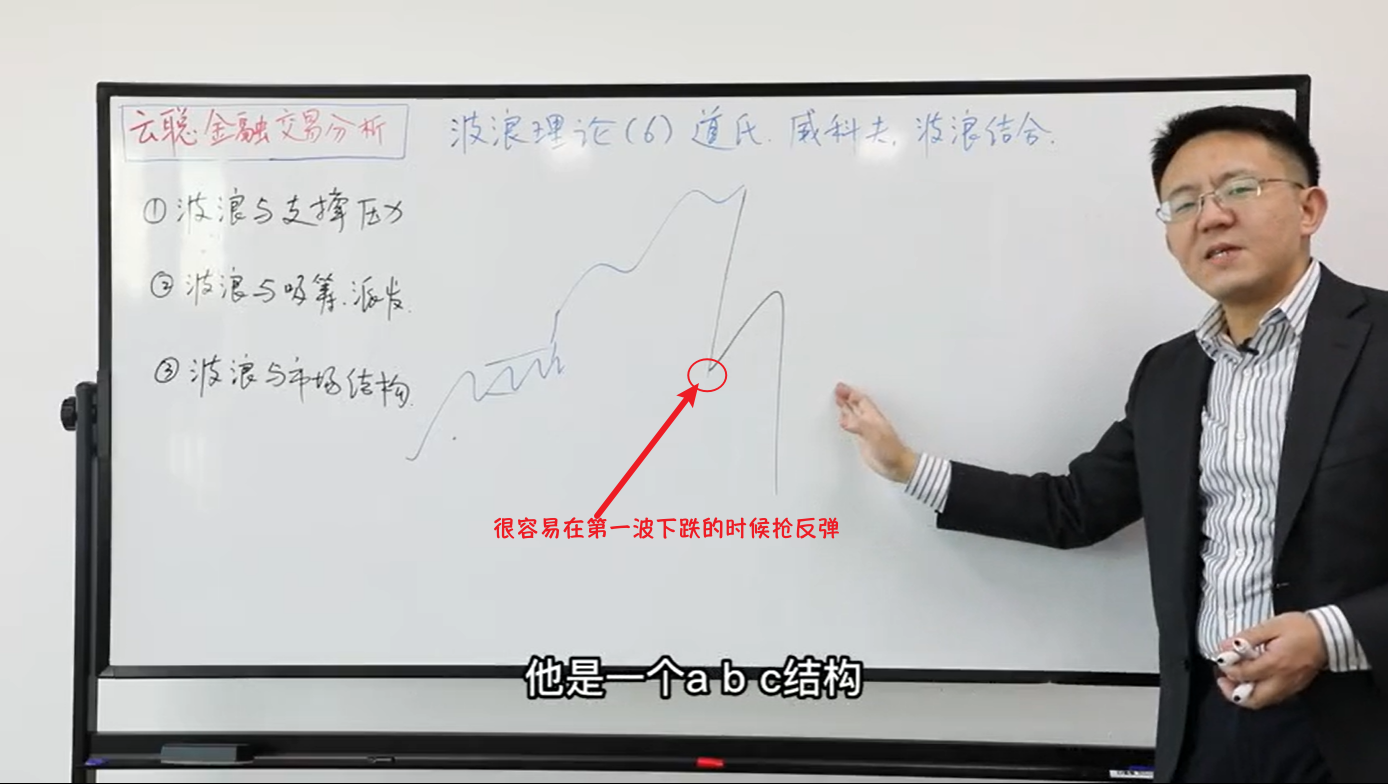 云聪金融交易分析
波浪理论(6)道氏.威科夫.波浪结合.
①波浪与支撑压力
②波浪与吸筹.派发.
③波浪与市场结构.
很容易在第一波下跌的时候抢反弹
他是一个a b c结构